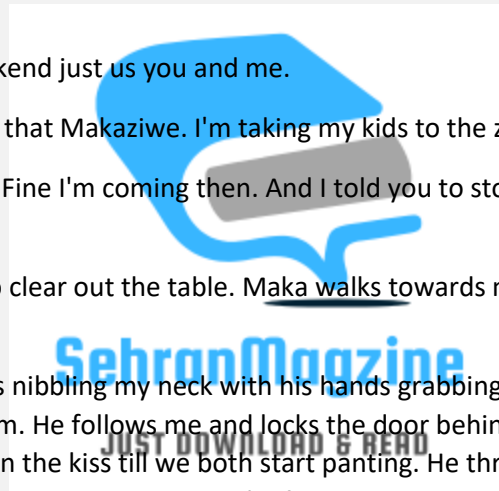 kend just us you and me.
that Makaziwe. I'm taking my kids to the z
Fine I'm coming then. And I told you to sto
clear out the table. Maka walks towards
SehranMagzine
nibbling my neck with his hands grabbing
m. He follows me and locks the door behin
JUST DOWNLOAD & READ
n the kiss till we both start panting. He thr